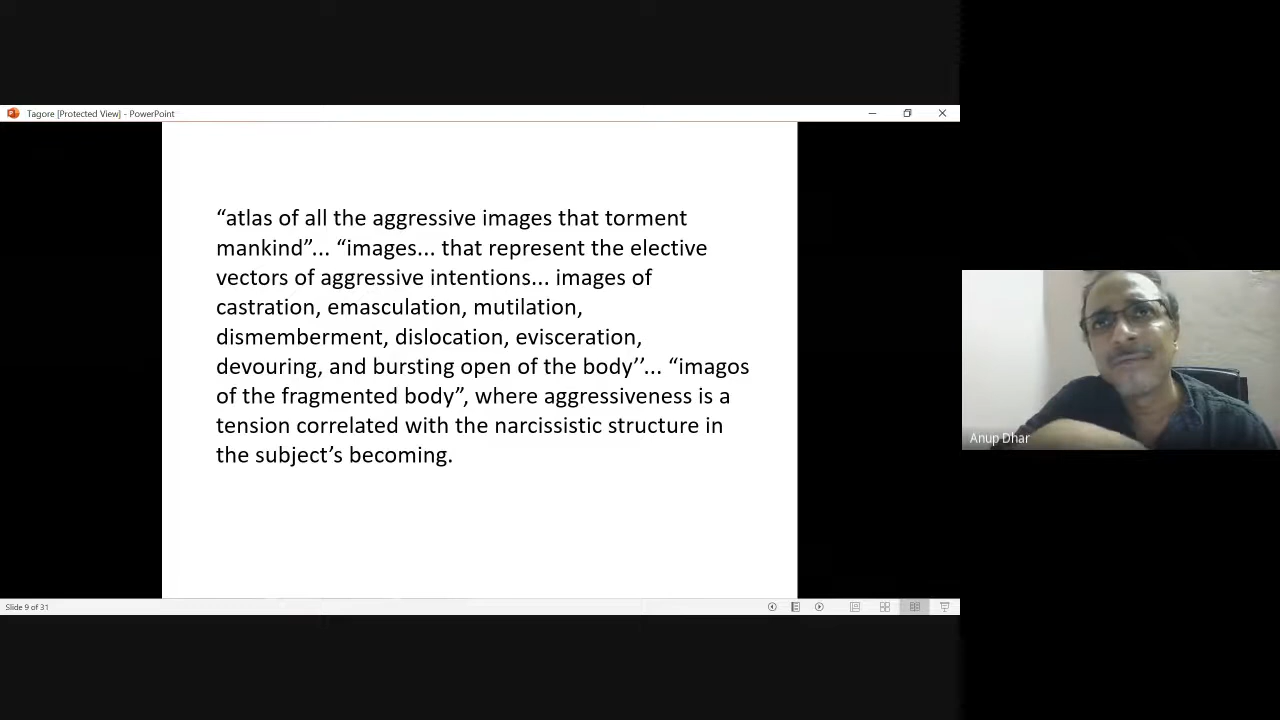 Tagore [Protected View] - PowerPoint
“atlas of all the aggressive images that torment
mankind”... “images... that represent the elective
vectors of aggressive intentions... images of
castration, emasculation, mutilation,
dismemberment, dislocation, evisceration,
devouring, and bursting open of the body’’... “imagos
of the fragmented body”, where aggressiveness is a
tension correlated with the narcissistic structure in
the subject’s becoming.
Anup Dhar
Slide 9 of 31